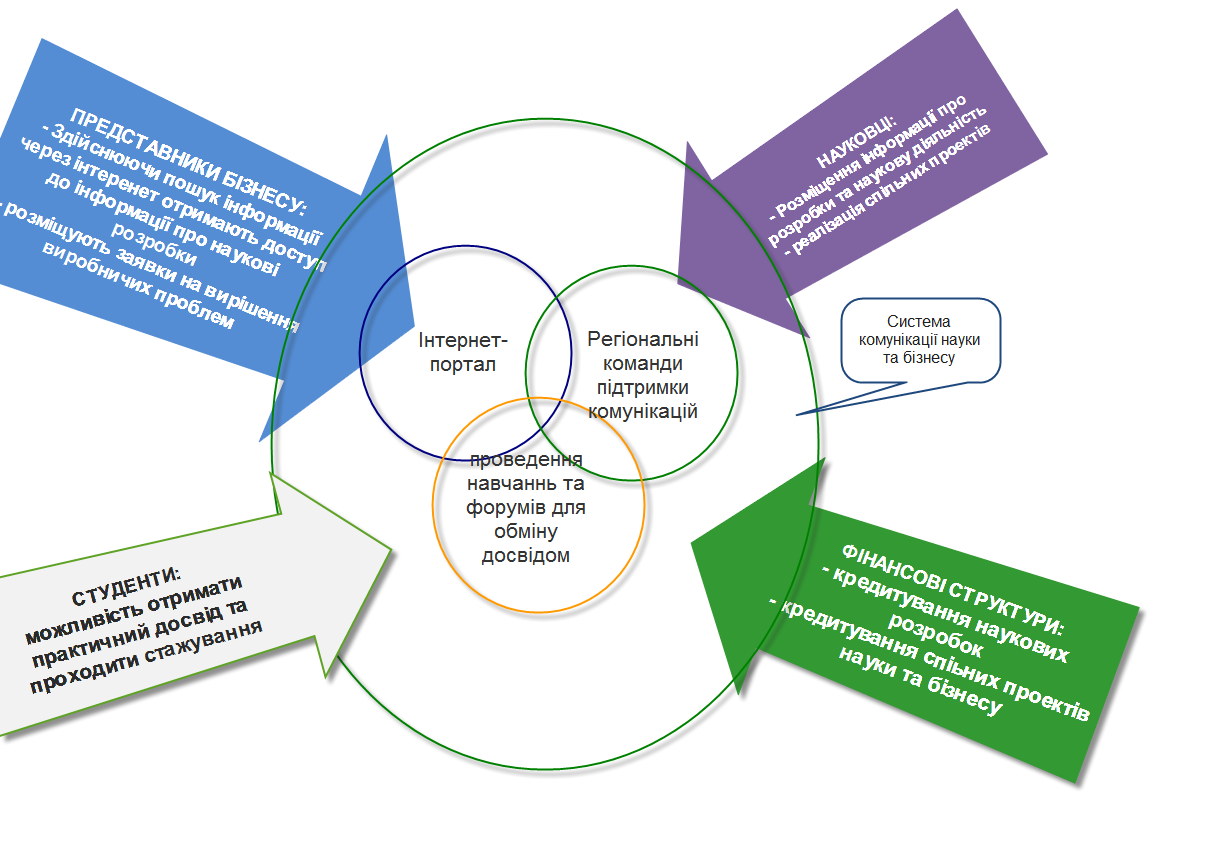 ПРЕДСТАВНИКИ БІЗНЕСУ:
- Здійснюючи пошук інформації
через інтеренет отримають доступ
до інформації про наукові
розробки
- розміщують заявки на вирішення
виробничих проблем
НАУКОВЦІ:
- Розміщення інформації про
розробки та наукову діяльність
- реалізація спільних проектів
Інтернет-
портал
Регіональні
команди
підтримки
комунікацій
Система
комунікації науки
та бізнесу
проведення
навчаннь та
форумів для
обміну
досвідом
СТУДЕНТИ:
можливість отримати
практичний досвід та
проходити стажування
ФІНАНСОВІ СТРУКТУРИ:
- кредитування наукових
розробок
- кредитування спіьних проектів
науки та бізнесу